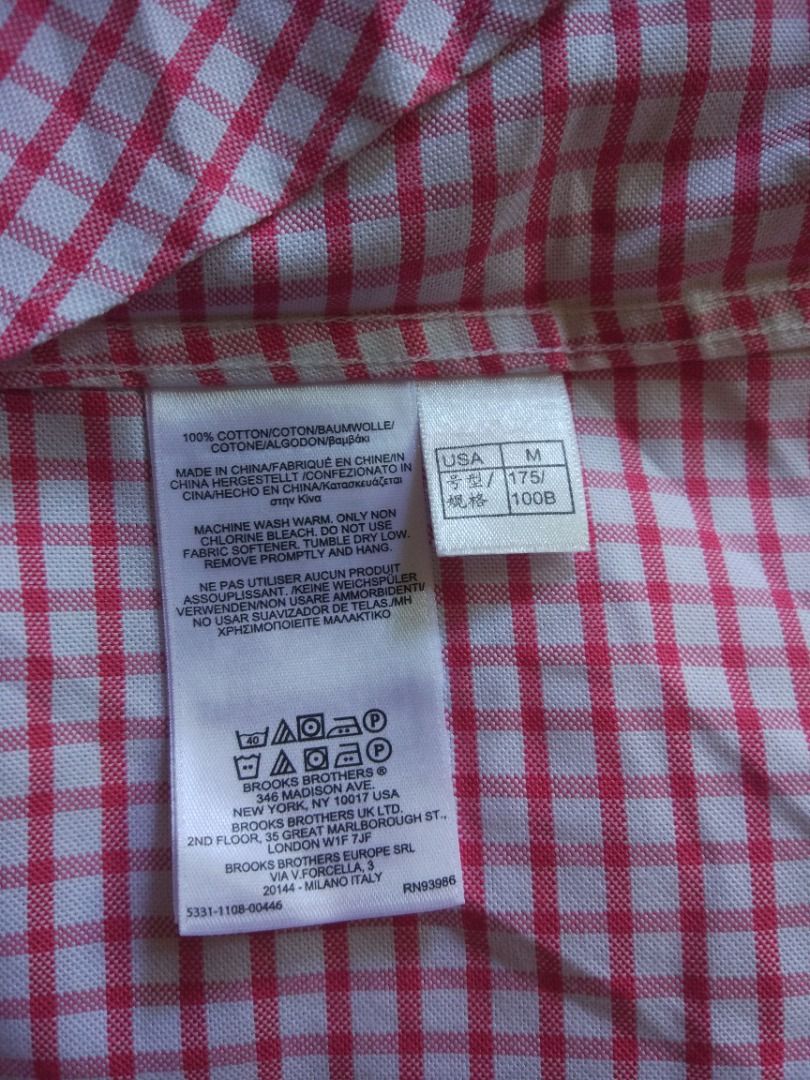 100% COTTON/COTON/BAUMWOLLE/
COTONE/ALGODON/βαμβάκι
MADE IN CHINA/FABRIQUÉ EN CHINE/IN
CHINA HERGESTELLT /CONFEZIONATO IN
CINA/HECHO EN CHINA/Κατασκευάζεται
στην Κίνα
MACHINE WASH WARM. ONLY NON
CHLORINE BLEACH. DO NOT USE
FABRIC SOFTENER. TUMBLE DRY LOW.
REMOVE PROMPTLY AND HANG.
NE PAS UTILISER AUCUN PRODUIT
ASSOUPLISSANT. /KEINE WEICHSPÜLER
VERWENDEN/NON USARE AMMORBIDENTI/
NO USAR SUAVIZADOR DE TELAS./ΜΗ
ΧΡΗΣΙΜΟΠΟΙΕΙΤΕ ΜΑΛΑΚΤΙΚΟ
40 P
P
BROOKS BROTHERS ®
346 MADISON AVE.
NEW YORK, NY 10017 USA
BROOKS BROTHERS UK LTD.
2ND FLOOR, 35 GREAT MARLBOROUGH ST.,
LONDON W1F 7JF
BROOKS BROTHERS EUROPE SRL
VIA V.FORCELLA, 3
20144 - MILANO ITALY
RN93986
5331-1108-00446
USA M
号型/ 175/
规格 100B